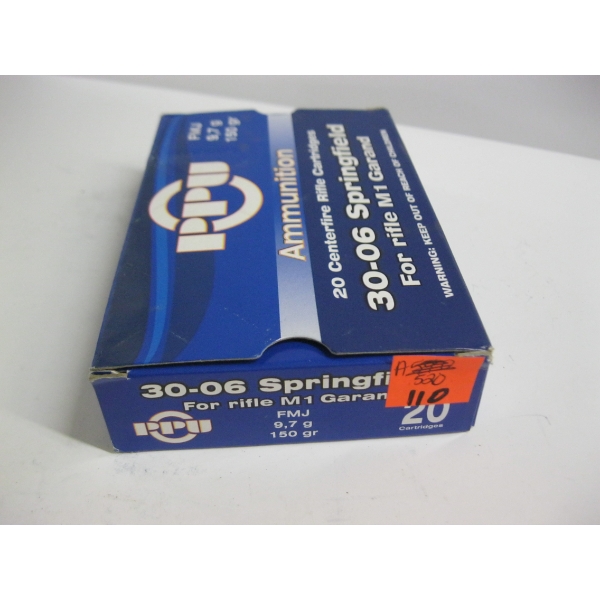 FMJ
9,7 g
150 gr
PPU
Ammunition
20 Centerfire Rifle Cartridges
30-06 Springfield
For rifle M1 Garand
WARNING: KEEP OUT OF REACH OF CHILDREN
30-06 Springfi
For rifle M1 Garan
FMJ
9,7 g
150 gr
PPU
A
520
110
20
Cartridges